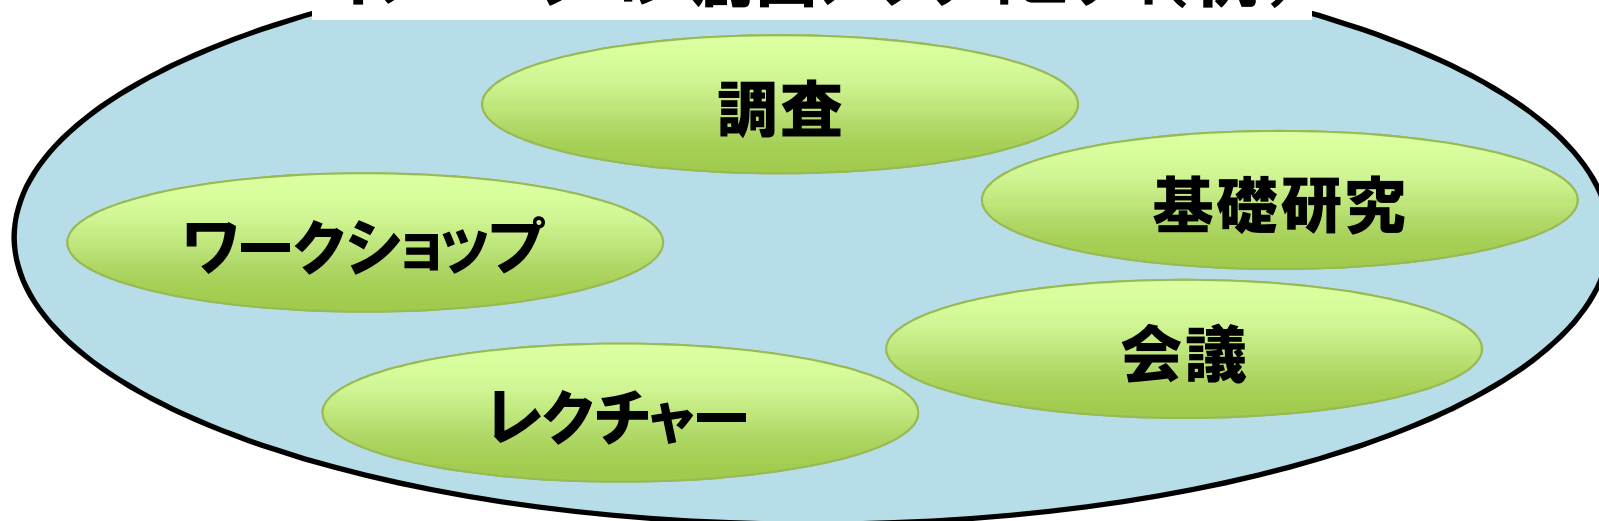 調査
基礎研究
ワークショップ
会議
レクチャー